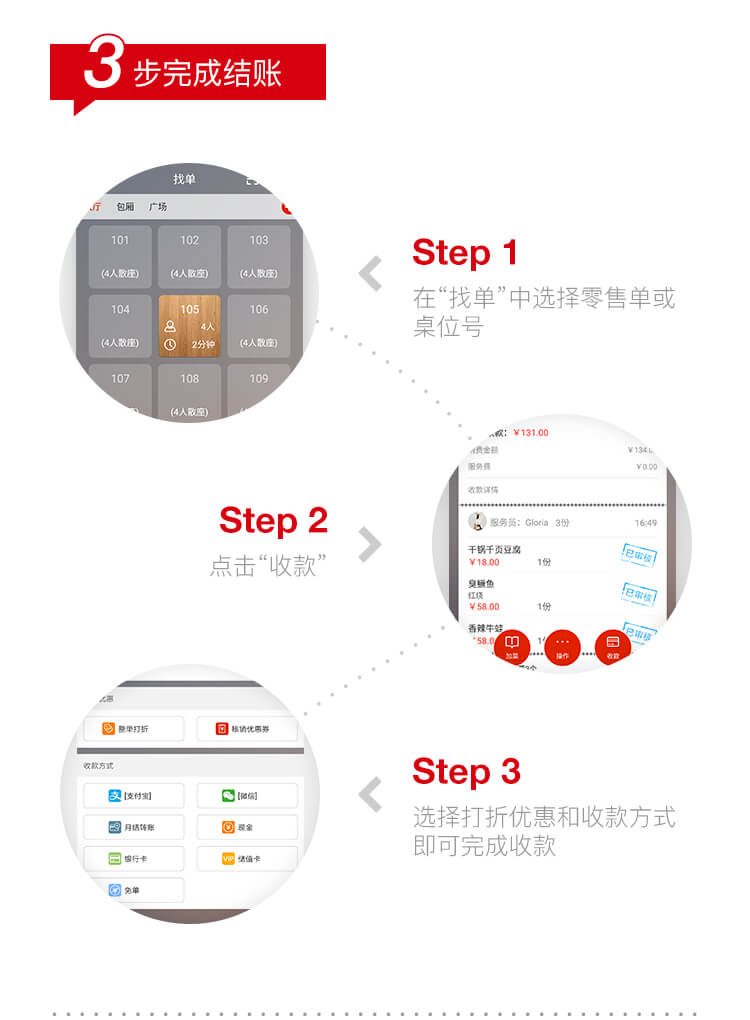 3步完成结账
找单
包厢 广场
101 102 103
(4人散座) (4人散座) (4人散座)
104 105 106
4人
(4人散座) 2分钟 (4人散座)
107 108 109
(4人散座)
Step 1
在“找单”中选择零售单或
桌位号
¥131.00
消费金额 ¥134.
服务费 ¥0.00
收款详情
服务员：Gloria 3份 16:49
干锅千页豆腐 已审核
¥18.00 1份
臭鳜鱼 已审核
红烧
¥58.00 1份
香辣牛蛙 已审核
加菜 操作 收款
Step 2
点击“收款”
整单打折 核销优惠券
收款方式
[支付宝] [微信]
月结转账 现金
银行卡 储值卡
免单
Step 3
选择打折优惠和收款方式
即可完成收款